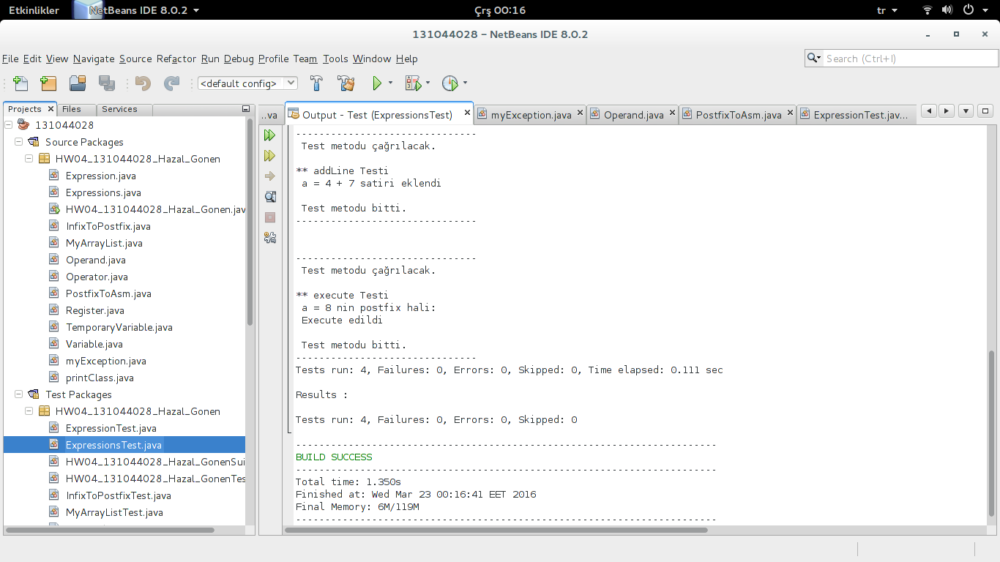 Etkinlikler NetBeans IDE 8.0.2 Çrş 00:16 tr
131044028 - NetBeans IDE 8.0.2
File Edit View Navigate Source Refactor Run Debug Profile Team Tools Window Help
Search (Ctrl+I)
<default config>
Projects Files Services
..va Output - Test (ExpressionsTest) myException.java Operand.java PostfixToAsm.java ExpressionTest.jav...
131044028
Source Packages
HW04_131044028_Hazal_Gonen
Expression.java
Expressions.java
HW04_131044028_Hazal_Gonen.jav
InfixToPostfix.java
MyArrayList.java
Operand.java
Operator.java
PostfixToAsm.java
Register.java
TemporaryVariable.java
Variable.java
myException.java
printClass.java
Test Packages
HW04_131044028_Hazal_Gonen
ExpressionTest.java
ExpressionsTest.java
HW04_131044028_Hazal_GonenSui
HW04_131044028_Hazal_GonenTes
InfixToPostfixTest.java
MyArrayListTest.java
------------------------------
Test metodu çağrılacak.
** addLine Testi
a = 4 + 7 satiri eklendi
Test metodu bitti.
------------------------------
------------------------------
Test metodu çağrılacak.
** execute Testi
a = 8 nin postfix hali:
Execute edildi
Test metodu bitti.
------------------------------
Tests run: 4, Failures: 0, Errors: 0, Skipped: 0, Time elapsed: 0.111 sec
Results :
Tests run: 4, Failures: 0, Errors: 0, Skipped: 0
------------------------------------------------------------------------
BUILD SUCCESS
------------------------------------------------------------------------
Total time: 1.350s
Finished at: Wed Mar 23 00:16:41 EET 2016
Final Memory: 6M/119M
------------------------------------------------------------------------